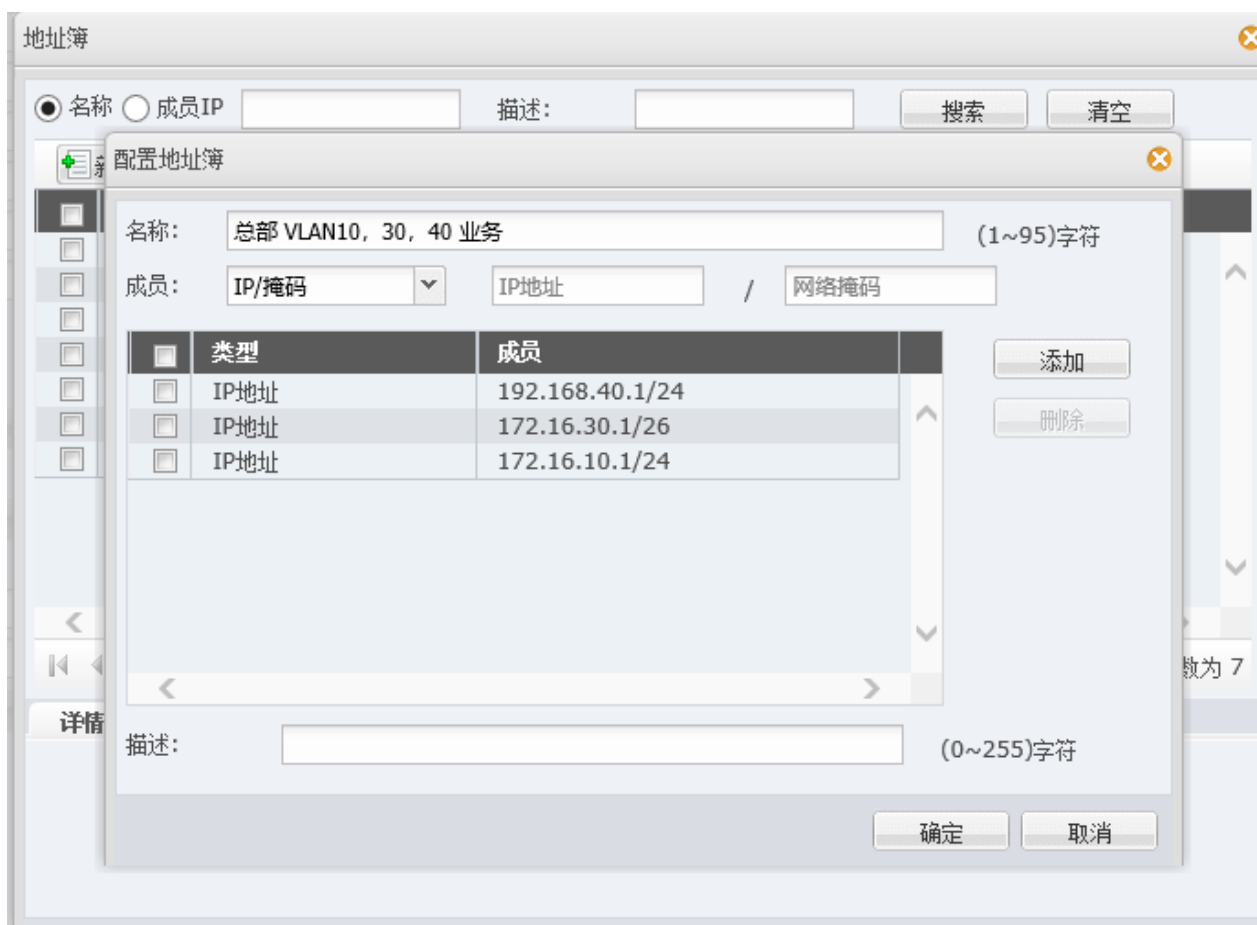 地址簿
名称 成员IP 描述: 搜索 清空
配置地址簿
名称: 总部 VLAN10，30，40 业务 (1~95)字符
成员: IP/掩码 IP地址 / 网络掩码
类型 成员 添加
IP地址 192.168.40.1/24
IP地址 172.16.30.1/26 删除
IP地址 172.16.10.1/24
数为 7
详情
描述: (0~255)字符
确定 取消